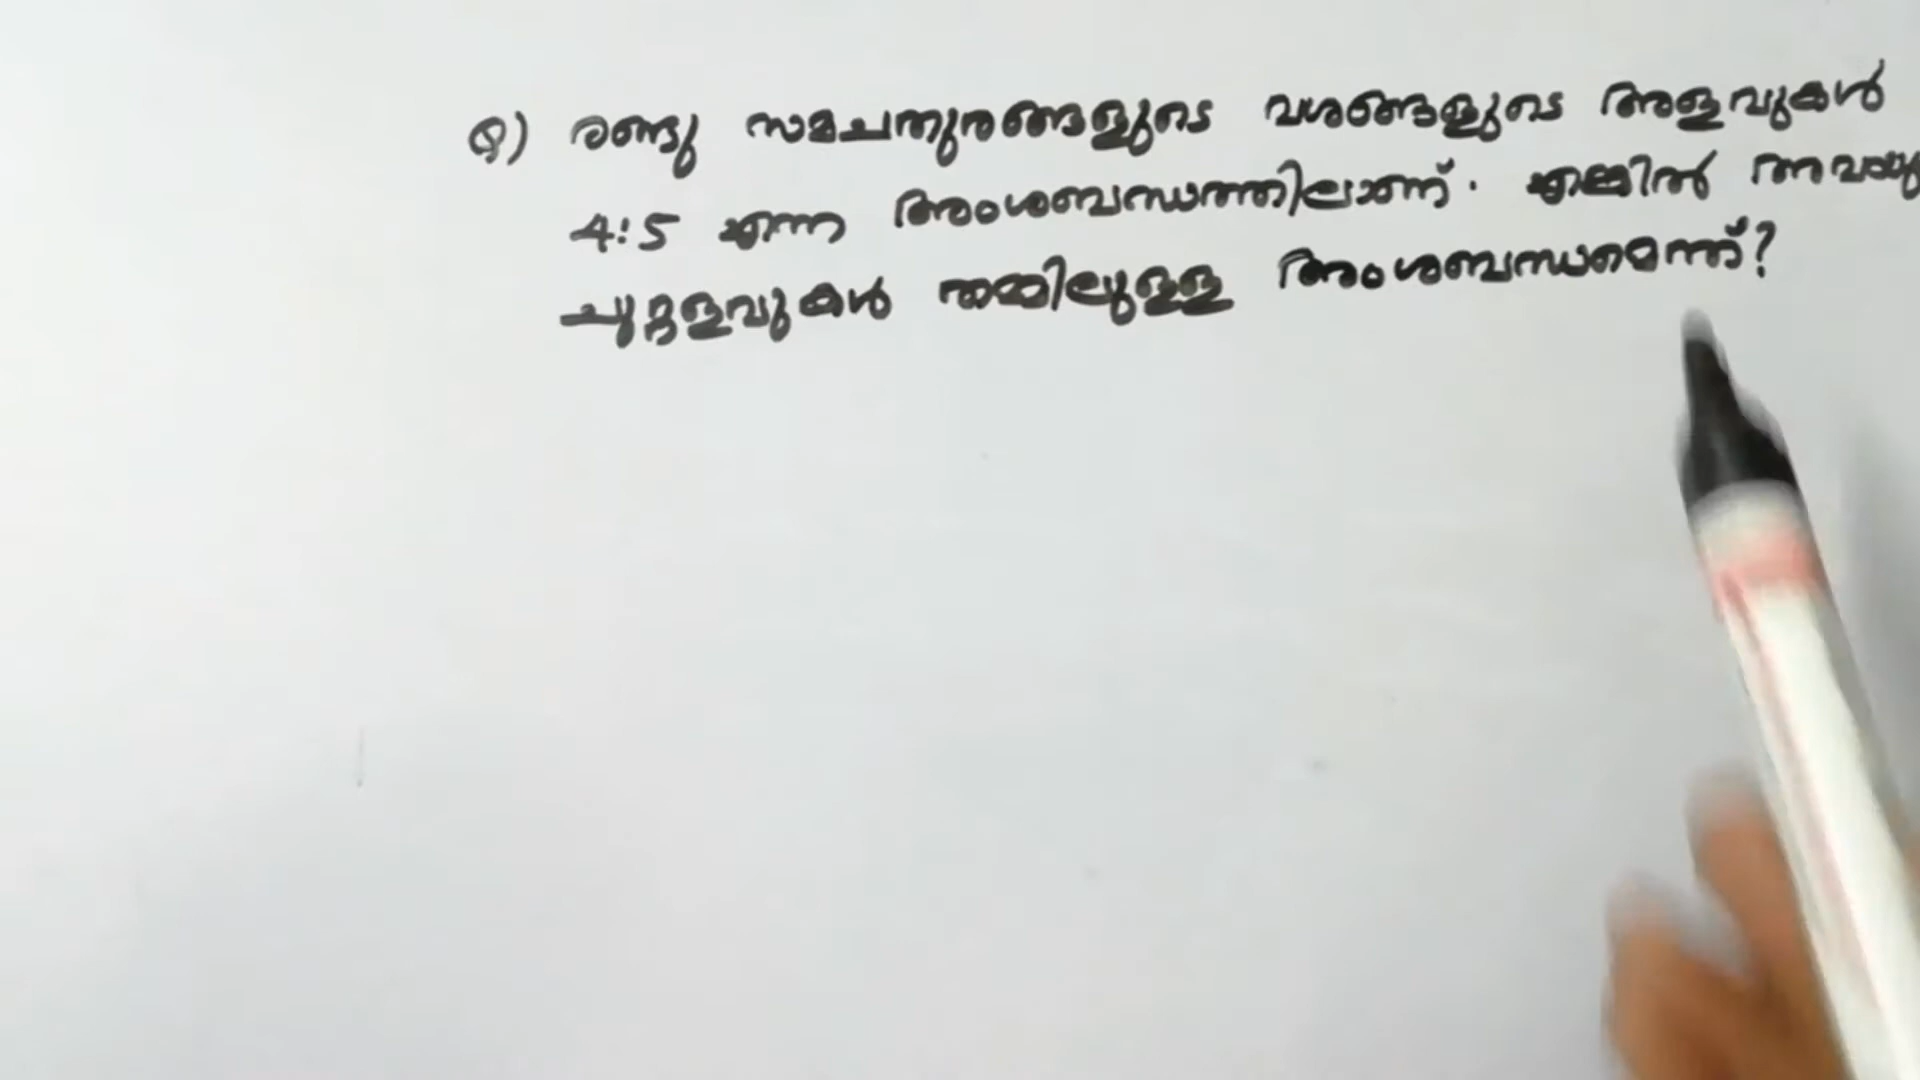 Q) രണ്ടു സമചതുരങ്ങളുടെ വശങ്ങളുടെ അളവുകൾ
4:5 എന്ന അംശബന്ധത്തിലാണ്. എങ്കിൽ
ചുറ്റളവുകൾ തമ്മിലുള്ള അംശബന്ധമെന്ത്?